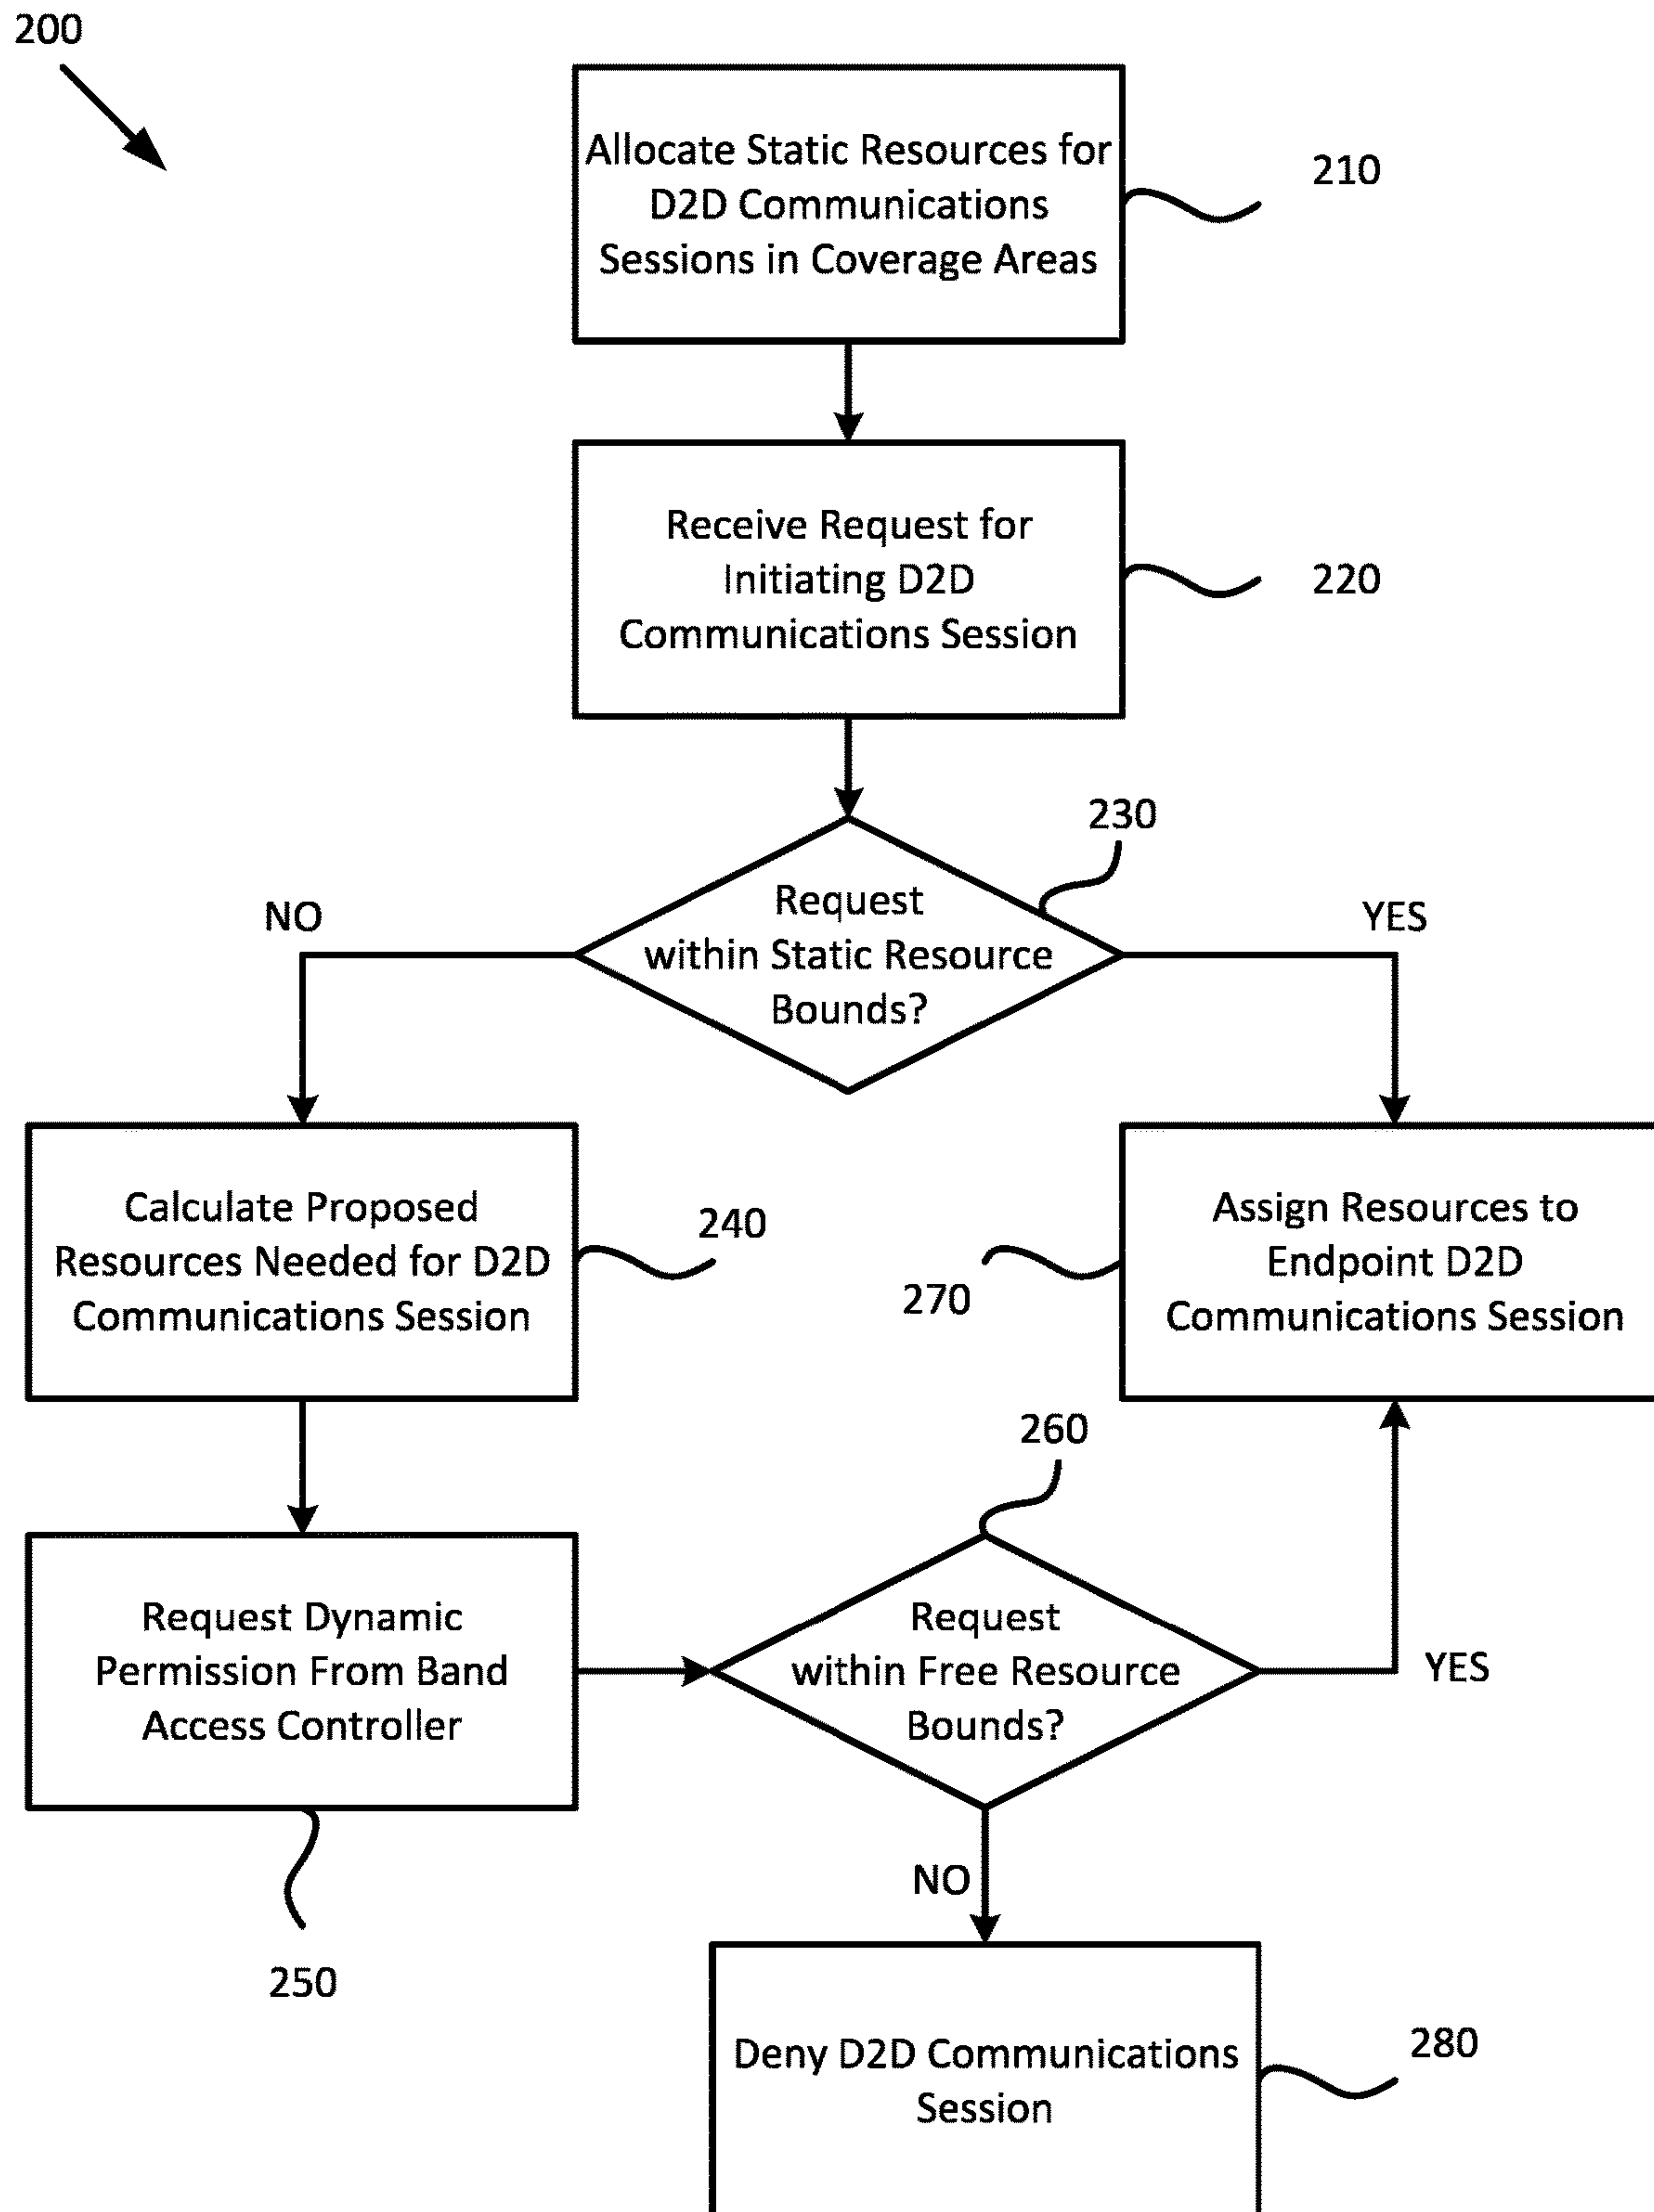 200
Allocate Static Resources for
D2D Communications
Sessions in Coverage Areas
210
Receive Request for
Initiating D2D
Communications Session
220
230
Request
within Static Resource
Bounds?
NO
YES
Calculate Proposed
Resources Needed for D2D
Communications Session
240
Assign Resources to
Endpoint D2D
Communications Session
270
260
Request Dynamic
Permission From Band
Access Controller
250
Request
within Free Resource
Bounds?
YES
NO
Deny D2D Communications
Session
280